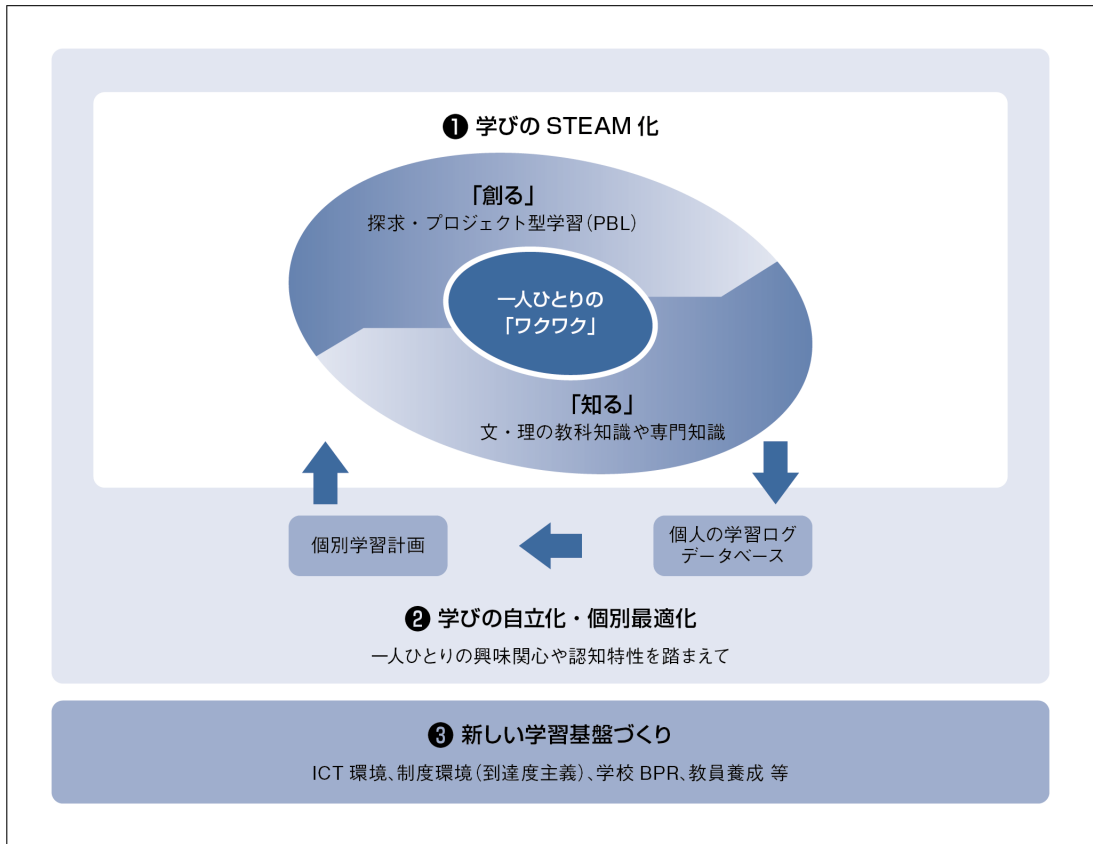 ❶ 学びの STEAM 化
「創る」
探求・プロジェクト型学習(PBL)
一人ひとりの
「ワクワク」
「知る」
文・理の教科知識や専門知識
個別学習計画
個人の学習ログ
データベース
❷ 学びの自立化・個別最適化
一人ひとりの興味関心や認知特性を踏まえて
❸ 新しい学習基盤づくり
ICT 環境、制度環境(到達度主義)、学校 BPR、教員養成 等